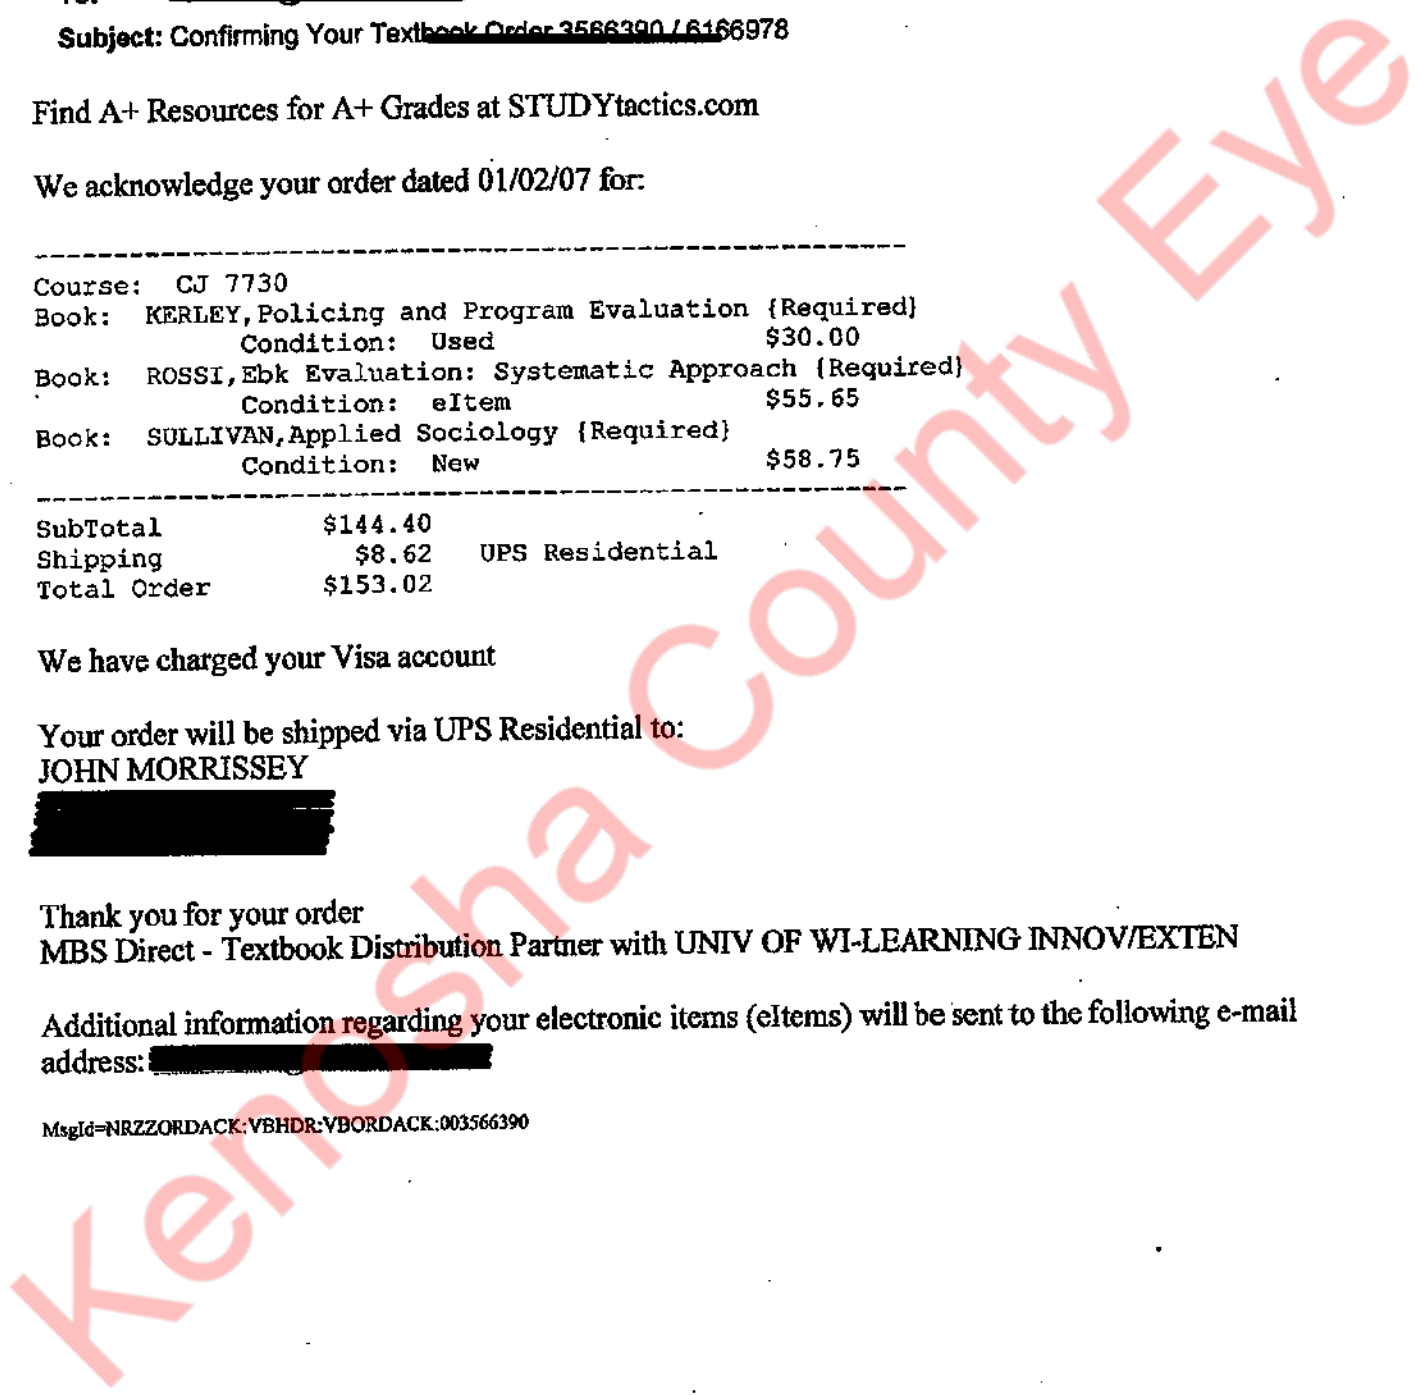 Subject: Confirming Your Textbook Order 3566390 / 6166978
Find A+ Resources for A+ Grades at STUDYtactics.com
We acknowledge your order dated 01/02/07 for:
Course: CJ 7730
Book: KERLEY,Policing and Program Evaluation {Required}
Condition: Used $30.00
Book: ROSSI,Ebk Evaluation: Systematic Approach {Required}
Condition: eItem $55.65
Book: SULLIVAN,Applied Sociology {Required}
Condition: New $58.75
SubTotal $144.40
Shipping $8.62 UPS Residential
Total Order $153.02
We have charged your Visa account
Your order will be shipped via UPS Residential to:
JOHN MORRISSEY
Thank you for your order
MBS Direct - Textbook Distribution Partner with UNIV OF WI-LEARNING INNOV/EXTEN
Additional information regarding your electronic items (eItems) will be sent to the following e-mail
address:
MsgId=NRZZORDACK:VBHDR:VBORDACK:003566390
Kenosha County Eye